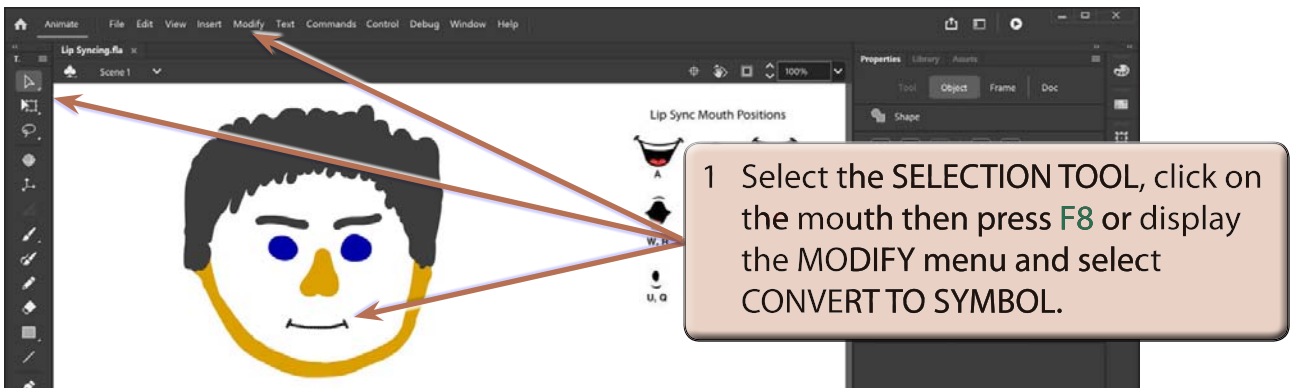 Animate File Edit View Insert Modify Text Commands Control Debug Window Help
Lip Syncing.fla ×
T.
Scene 1
100%
Properties Library Assets
Tool Object Frame Doc
Shape
Lip Sync Mouth Positions
A
U, Q
1 Select the SELECTION TOOL, click on
the mouth then press F8 or display
the MODIFY menu and select
CONVERT TO SYMBOL.